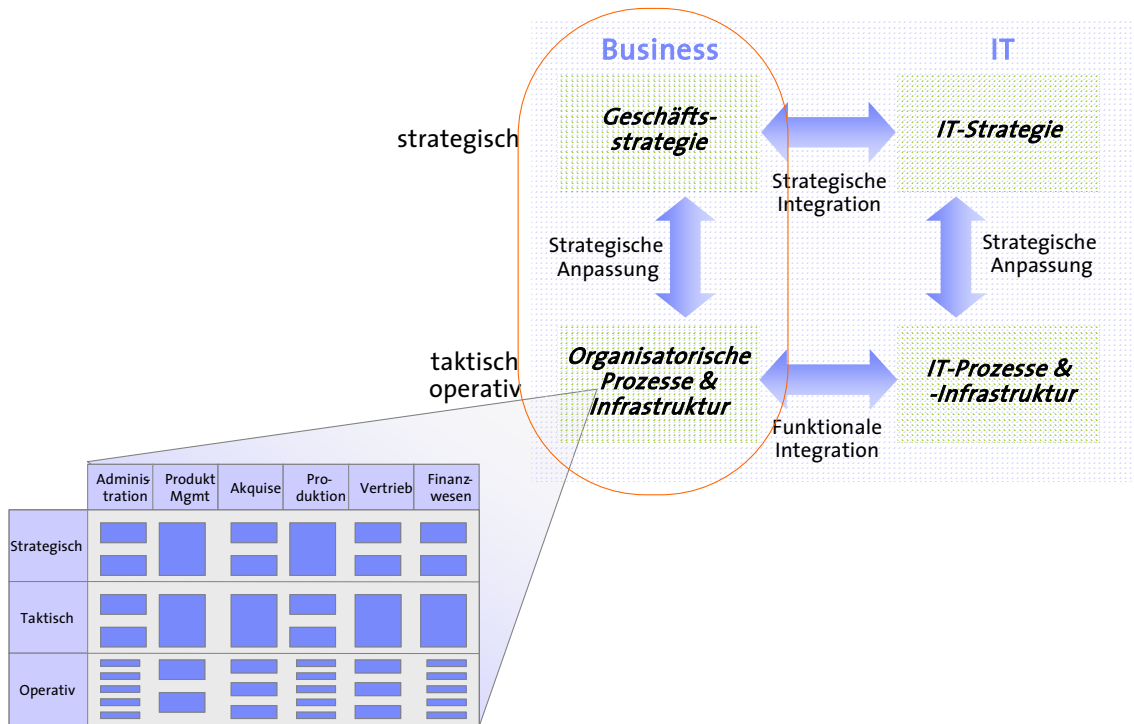 Business
IT
strategisch
Geschäfts-
strategie
IT-Strategie
Strategische
Integration
Strategische
Anpassung
Strategische
Anpassung
taktisch
operativ
Organisatorische
Prozesse &
Infrastruktur
IT-Prozesse &
-Infrastruktur
Funktionale
Integration
Adminis-
tration
Produkt
Mgmt
Akquise
Pro-
duktion
Vertrieb
Finanz-
wesen
Strategisch
Taktisch
Operativ